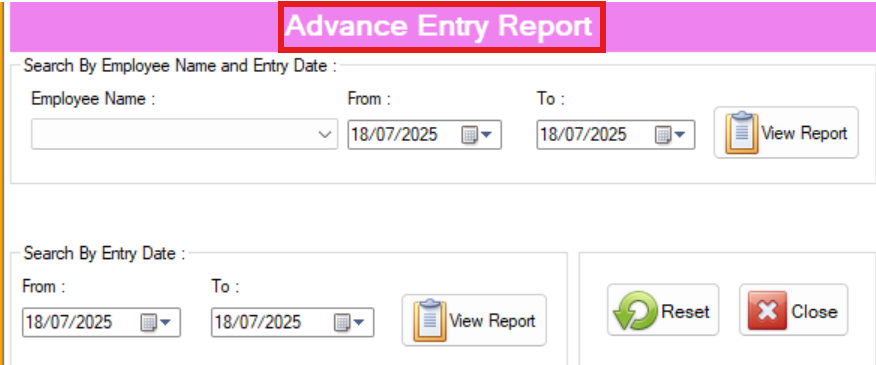 Advance Entry Report
Search By Employee Name and Entry Date :
Employee Name : From : To :
18/07/2025 18/07/2025 View Report
Search By Entry Date :
From : To :
18/07/2025 18/07/2025 View Report Reset Close